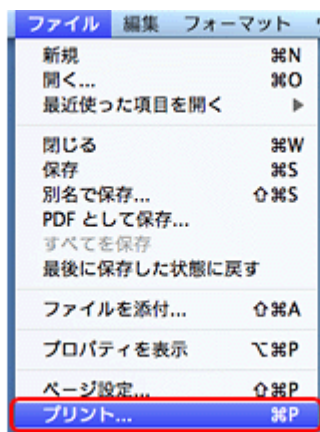 ファイル 編集 フォーマット
新規 ⌘N
開く... ⌘O
最近使った項目を開く ▶
閉じる ⌘W
保存 ⌘S
別名で保存... ⇧⌘S
PDF として保存...
すべてを保存
最後に保存した状態に戻す
ファイルを添付... ⇧⌘A
プロパティを表示 ⌥⌘P
ページ設定... ⇧⌘P
プリント... ⌘P